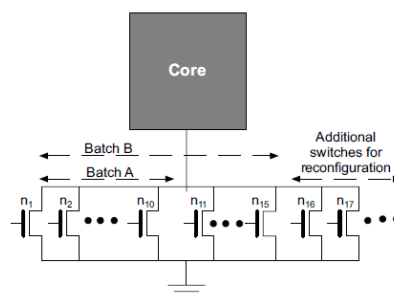 Core
Batch B
Batch A
Additional
switches for
reconfiguration
n1 n2 n10 n11 n15 n16 n17